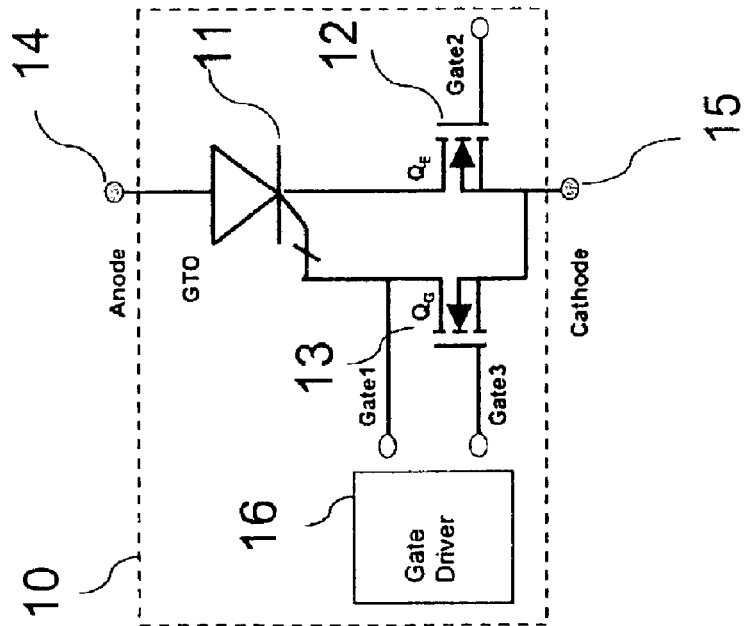 14
Anode
11
GTO
12
Q_E
Gate2
13
Q_G
Gate1
Gate3
15
Cathode
16
Gate
Driver
10